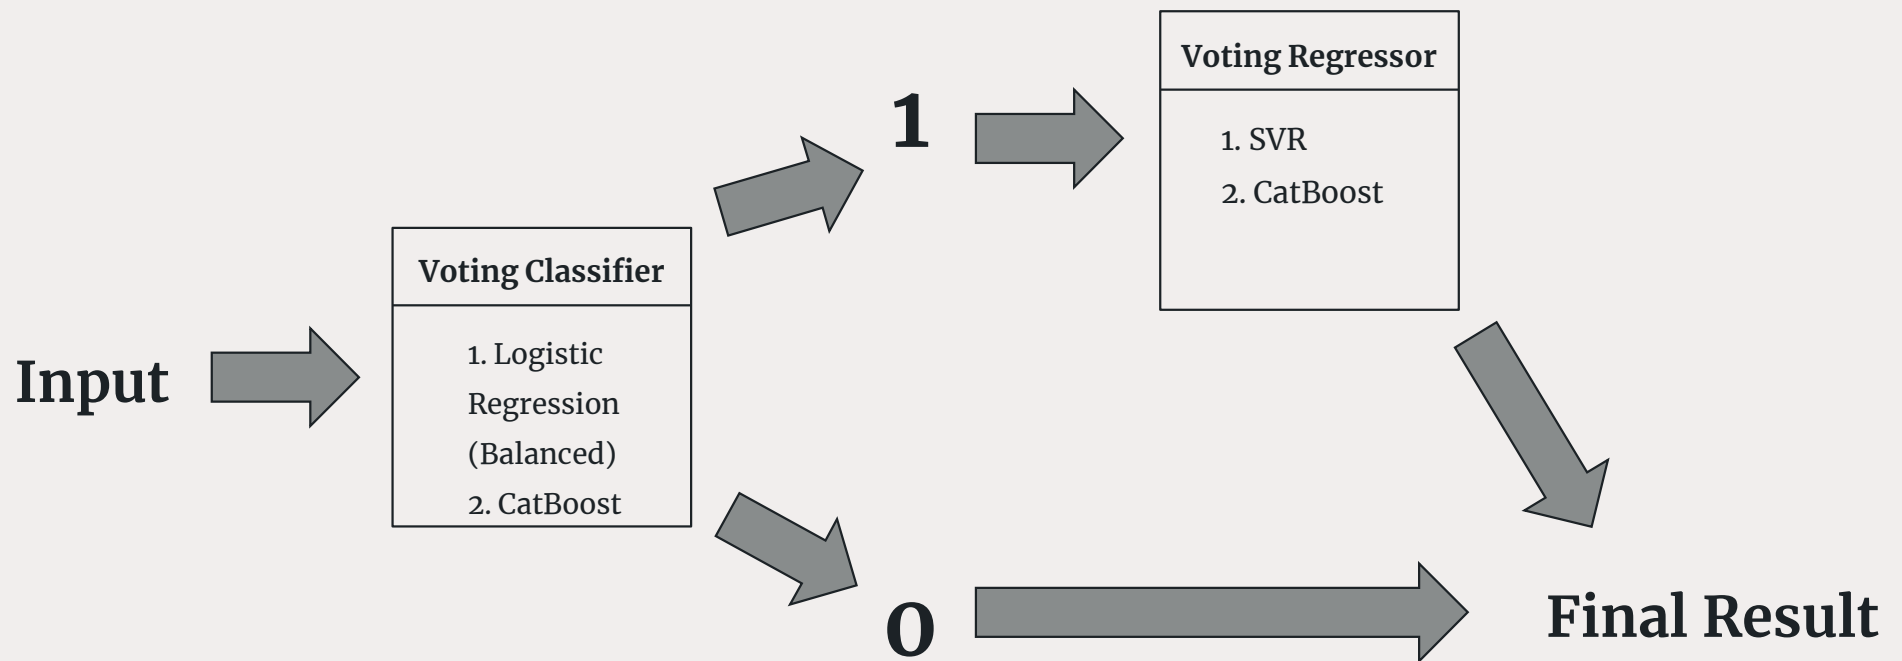 Input
Voting Classifier
1. Logistic
Regression
(Balanced)
2. CatBoost
1
0
Voting Regressor
1. SVR
2. CatBoost
Final Result